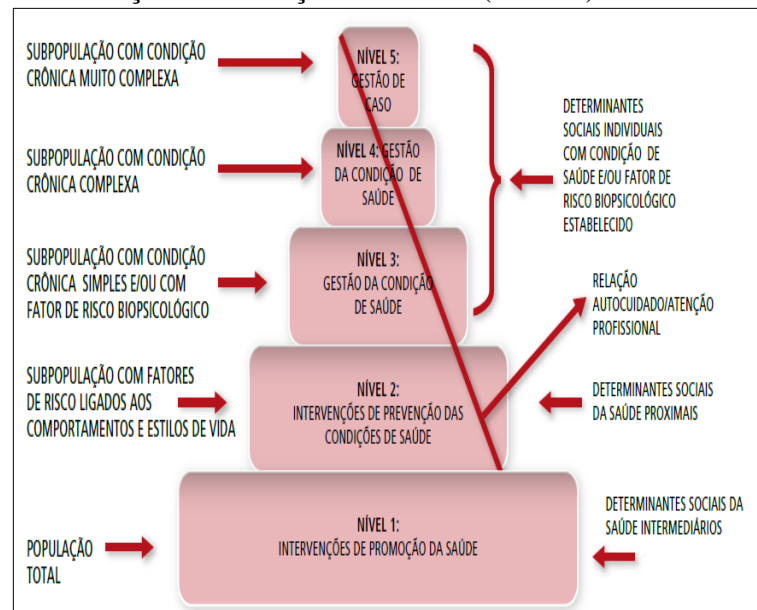 SUBPOPULAÇÃO COM CONDIÇÃO
CRÔNICA MUITO COMPLEXA
NÍVEL 5:
GESTÃO DE
CASO
SUBPOPULAÇÃO COM CONDIÇÃO
CRÔNICA COMPLEXA
NÍVEL 4: GESTÃO
DA CONDIÇÃO DE
SAÚDE
DETERMINANTES
SOCIAIS INDIVIDUAIS
COM CONDIÇÃO DE
SAÚDE E/OU FATOR DE
RISCO BIOPSICOLÓGICO
ESTABELECIDO
SUBPOPULAÇÃO COM CONDIÇÃO
CRÔNICA SIMPLES E/OU COM
FATOR DE RISCO BIOPSICOLÓGICO
NÍVEL 3:
GESTÃO DA CONDIÇÃO
DE SAÚDE
RELAÇÃO
AUTOCUIDADO/ATENÇÃO
PROFISSIONAL
SUBPOPULAÇÃO COM FATORES
DE RISCO LIGADOS AOS
COMPORTAMENTOS E ESTILOS DE VIDA
NÍVEL 2:
INTERVENÇÕES DE PREVENÇÃO DAS
CONDIÇÕES DE SAÚDE
DETERMINANTES SOCIAIS
DA SAÚDE PROXIMAIS
POPULAÇÃO
TOTAL
NÍVEL 1:
INTERVENÇÕES DE PROMOÇÃO DA SAÚDE
DETERMINANTES SOCIAIS DA
SAÚDE INTERMEDIÁRIOS